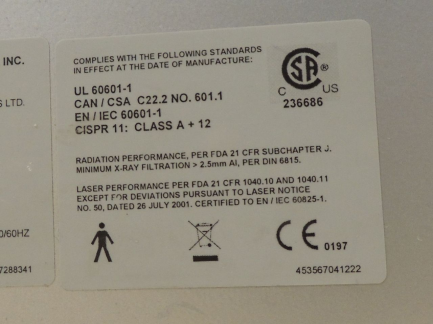 INC.
S LTD.
0/60HZ
7288341
COMPLIES WITH THE FOLLOWING STANDARDS
IN EFFECT AT THE DATE OF MANUFACTURE:
UL 60601-1
CAN / CSA C22.2 NO. 601.1
EN / IEC 60601-1
CISPR 11: CLASS A + 12
CSA ®
C US
236686
RADIATION PERFORMANCE, PER FDA 21 CFR SUBCHAPTER J.
MINIMUM X-RAY FILTRATION > 2.5mm Al, PER DIN 6815.
LASER PERFORMANCE PER FDA 21 CFR 1040.10 AND 1040.11
EXCEPT FOR DEVIATIONS PURSUANT TO LASER NOTICE
NO. 50, DATED 26 JULY 2001. CERTIFIED TO EN / IEC 60825-1.
CE 0197
453567041222